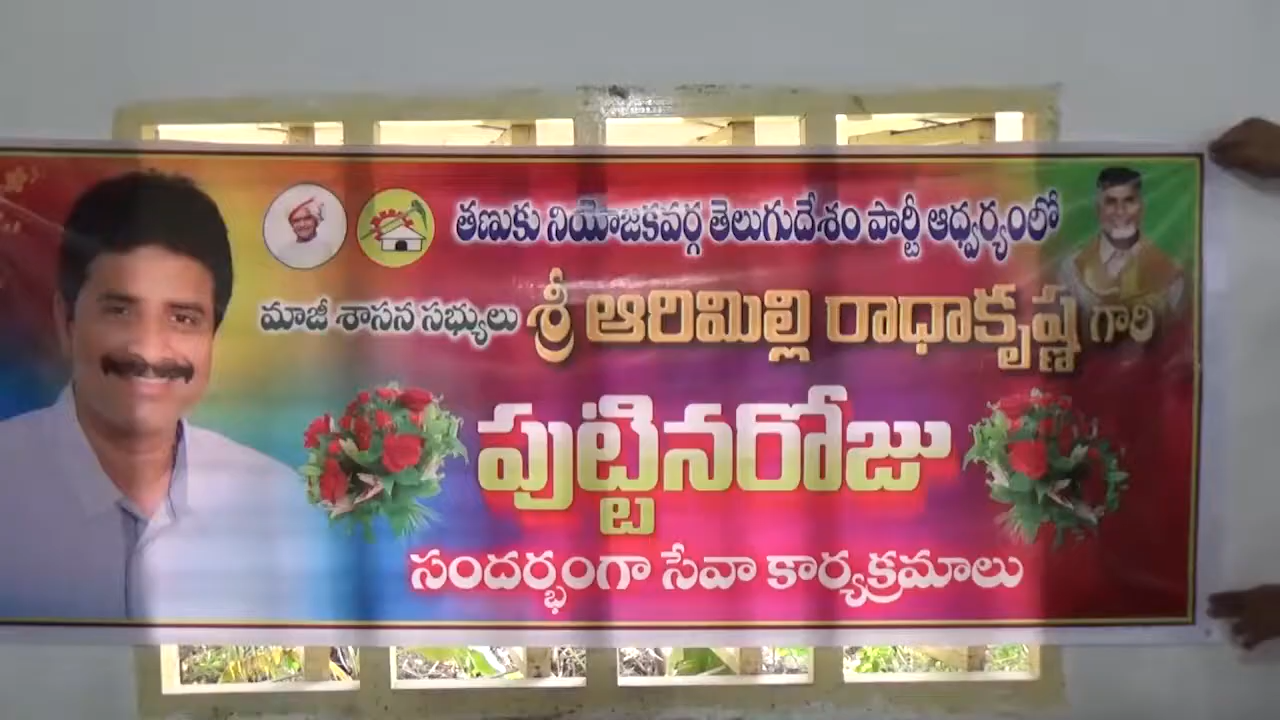 తణుకు నియోజకవర్గ తెలుగుదేశం పార్టీ ఆధ్వర్యంలో
మాజీ శాసన సభ్యులు శ్రీ ఆరిమిల్లి రాధాకృష్ణ గారి
పుట్టినరోజు
సందర్భంగా సేవా కార్యక్రమాలు